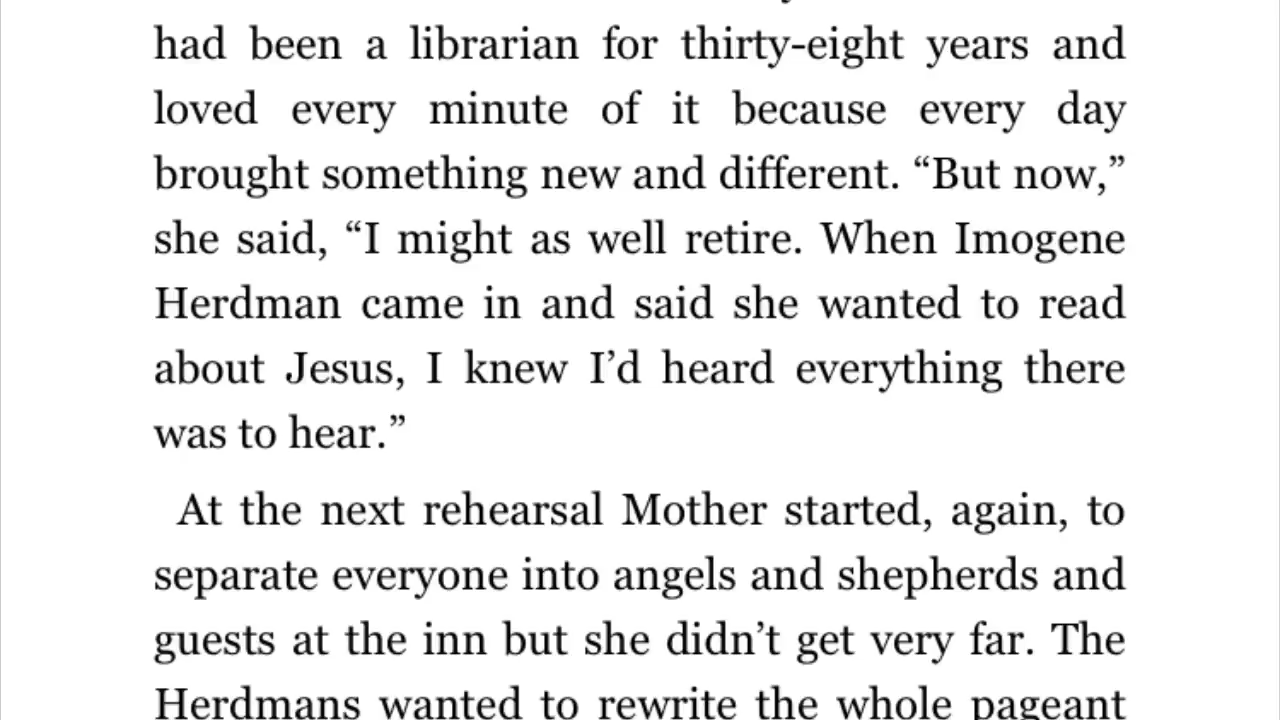 had been a librarian for thirty-eight years and
loved every minute of it because every day
brought something new and different. “But now,”
she said, “I might as well retire. When Imogene
Herdman came in and said she wanted to read
about Jesus, I knew I’d heard everything there
was to hear.”
At the next rehearsal Mother started, again, to
separate everyone into angels and shepherds and
guests at the inn but she didn’t get very far. The
Herdmans wanted to rewrite the whole pageant